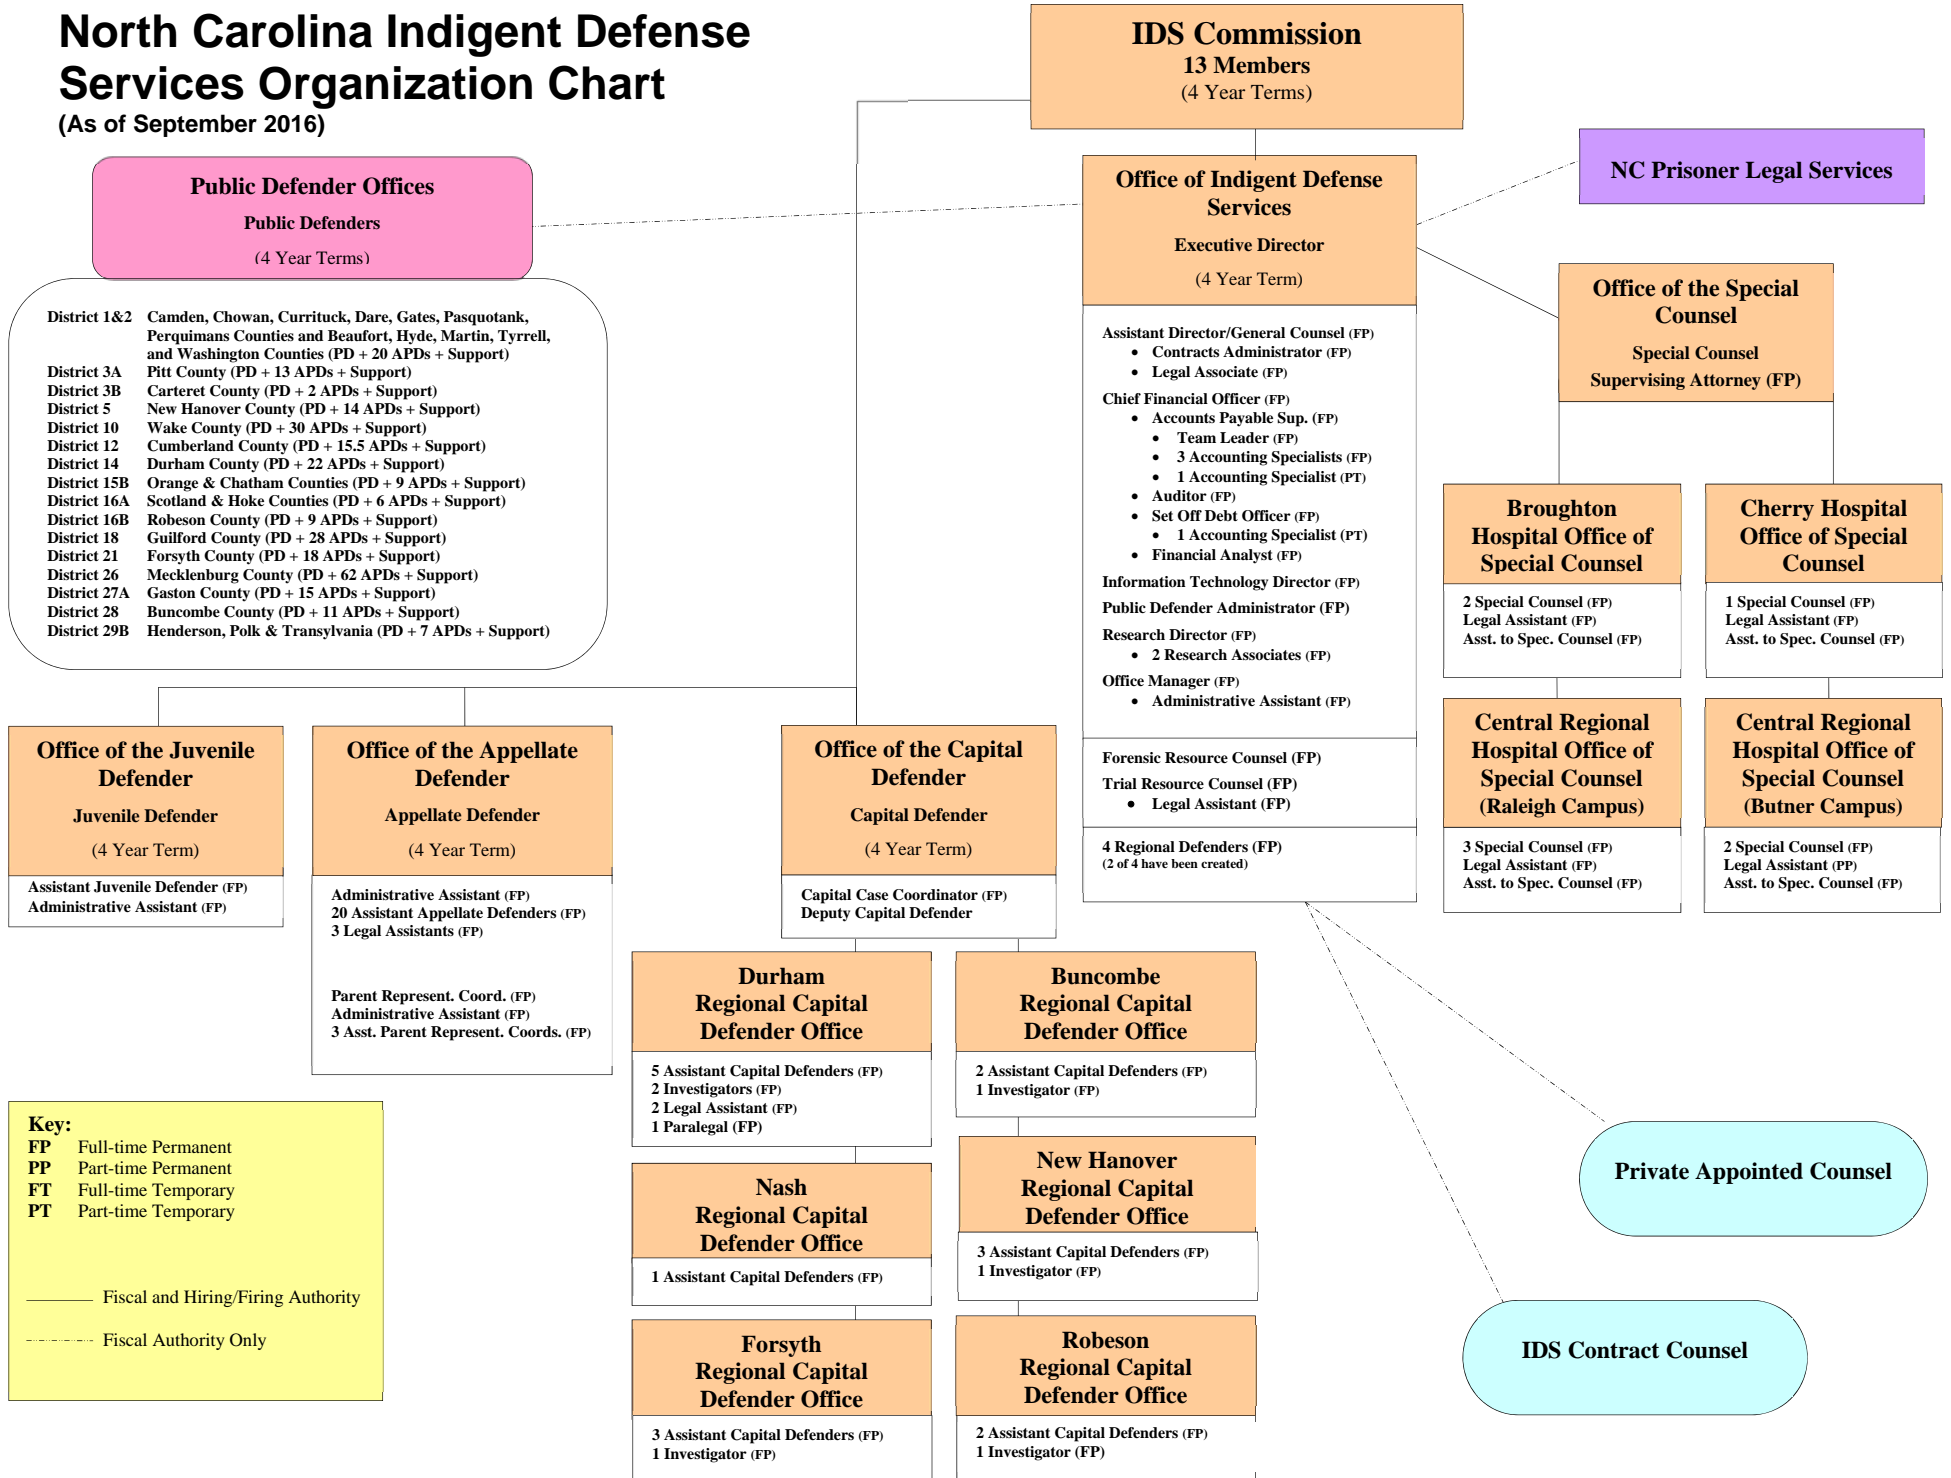 North Carolina Indigent Defense
Services Organization Chart
(As of September 2016)
IDS Commission
13 Members
(4 Year Terms)
Public Defender Offices
Public Defenders
(4 Year Terms)
District 1&2 Camden, Chowan, Currituck, Dare, Gates, Pasquotank,
Perquimans Counties and Beaufort, Hyde, Martin, Tyrrell,
and Washington Counties (PD + 20 APDs + Support)
District 3A Pitt County (PD + 13 APDs + Support)
District 3B Carteret County (PD + 2 APDs + Support)
District 5 New Hanover County (PD + 14 APDs + Support)
District 10 Wake County (PD + 30 APDs + Support)
District 12 Cumberland County (PD + 15.5 APDs + Support)
District 14 Durham County (PD + 22 APDs + Support)
District 15B Orange & Chatham Counties (PD + 9 APDs + Support)
District 16A Scotland & Hoke Counties (PD + 6 APDs + Support)
District 16B Robeson County (PD + 9 APDs + Support)
District 18 Guilford County (PD + 28 APDs + Support)
District 21 Forsyth County (PD + 18 APDs + Support)
District 26 Mecklenburg County (PD + 62 APDs + Support)
District 27A Gaston County (PD + 15 APDs + Support)
District 28 Buncombe County (PD + 11 APDs + Support)
District 29B Henderson, Polk & Transylvania (PD + 7 APDs + Support)
Office of Indigent Defense
Services
Executive Director
(4 Year Term)
Assistant Director/General Counsel (FP)
• Contracts Administrator (FP)
• Legal Associate (FP)
Chief Financial Officer (FP)
• Accounts Payable Sup. (FP)
• Team Leader (FP)
• 3 Accounting Specialists (FP)
• 1 Accounting Specialist (PT)
• Auditor (FP)
• Set Off Debt Officer (FP)
• 1 Accounting Specialist (PT)
• Financial Analyst (FP)
Information Technology Director (FP)
Public Defender Administrator (FP)
Research Director (FP)
• 2 Research Associates (FP)
Office Manager (FP)
• Administrative Assistant (FP)
Forensic Resource Counsel (FP)
Trial Resource Counsel (FP)
• Legal Assistant (FP)
4 Regional Defenders (FP)
(2 of 4 have been created)
NC Prisoner Legal Services
Office of the Special
Counsel
Special Counsel
Supervising Attorney (FP)
Broughton
Hospital Office of
Special Counsel
2 Special Counsel (FP)
Legal Assistant (FP)
Asst. to Spec. Counsel (FP)
Cherry Hospital
Office of Special
Counsel
1 Special Counsel (FP)
Legal Assistant (FP)
Asst. to Spec. Counsel (FP)
Central Regional
Hospital Office of
Special Counsel
(Raleigh Campus)
3 Special Counsel (FP)
Legal Assistant (FP)
Asst. to Spec. Counsel (FP)
Central Regional
Hospital Office of
Special Counsel
(Butner Campus)
2 Special Counsel (FP)
Legal Assistant (PP)
Asst. to Spec. Counsel (FP)
Office of the Juvenile
Defender
Juvenile Defender
(4 Year Term)
Assistant Juvenile Defender (FP)
Administrative Assistant (FP)
Office of the Appellate
Defender
Appellate Defender
(4 Year Term)
Administrative Assistant (FP)
20 Assistant Appellate Defenders (FP)
3 Legal Assistants (FP)
Parent Represent. Coord. (FP)
Administrative Assistant (FP)
3 Asst. Parent Represent. Coords. (FP)
Office of the Capital
Defender
Capital Defender
(4 Year Term)
Capital Case Coordinator (FP)
Deputy Capital Defender
Durham
Regional Capital
Defender Office
5 Assistant Capital Defenders (FP)
2 Investigators (FP)
2 Legal Assistant (FP)
1 Paralegal (FP)
Buncombe
Regional Capital
Defender Office
2 Assistant Capital Defenders (FP)
1 Investigator (FP)
Nash
Regional Capital
Defender Office
1 Assistant Capital Defenders (FP)
New Hanover
Regional Capital
Defender Office
3 Assistant Capital Defenders (FP)
1 Investigator (FP)
Forsyth
Regional Capital
Defender Office
3 Assistant Capital Defenders (FP)
1 Investigator (FP)
Robeson
Regional Capital
Defender Office
2 Assistant Capital Defenders (FP)
1 Investigator (FP)
Private Appointed Counsel
IDS Contract Counsel
Key:
FP Full-time Permanent
PP Part-time Permanent
FT Full-time Temporary
PT Part-time Temporary
Fiscal and Hiring/Firing Authority
Fiscal Authority Only